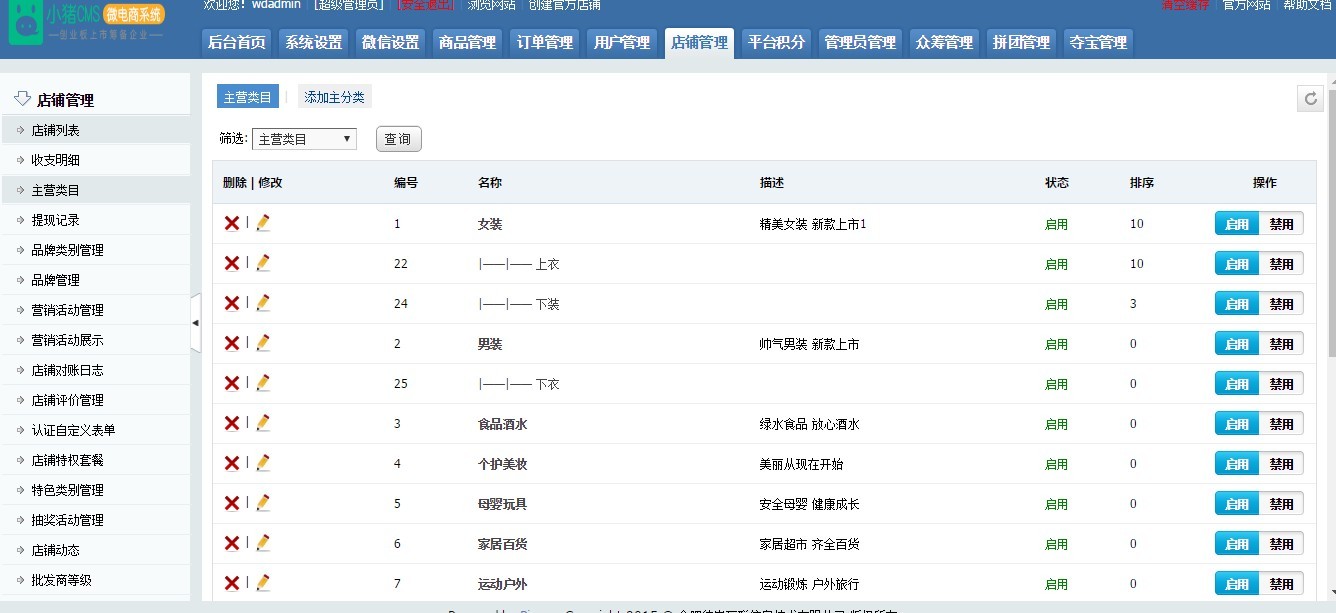 小猪CMS 微电商系统
创业板上市筹备企业
欢迎您! wdadmin [超级管理员] [安全退出] 浏览网站 创建官方店铺
清空缓存 官方网站 帮助文档
后台首页 系统设置 微信设置 商品管理 订单管理 用户管理 店铺管理 平台积分 管理员管理 众筹管理 拼团管理 夺宝管理
店铺管理
店铺列表
收支明细
主营类目
提现记录
品牌类别管理
品牌管理
营销活动管理
营销活动展示
店铺对账日志
店铺评价管理
认证自定义表单
店铺特权套餐
特色类别管理
抽奖活动管理
店铺动态
批发商等级
主营类目 | 添加主分类
筛选: 主营类目 查询
删除 | 修改 编号 名称 描述 状态 排序 操作
| 1 女装 精美女装 新款上市1 启用 10 启用 禁用
| 22 |——|—— 上衣 启用 10 启用 禁用
| 24 |——|—— 下装 启用 3 启用 禁用
| 2 男装 帅气男装 新款上市 启用 0 启用 禁用
| 25 |——|—— 下衣 启用 0 启用 禁用
| 3 食品酒水 绿水食品 放心酒水 启用 0 启用 禁用
| 4 个护美妆 美丽从现在开始 启用 0 启用 禁用
| 5 母婴玩具 安全母婴 健康成长 启用 0 启用 禁用
| 6 家居百货 家居超市 齐全百货 启用 0 启用 禁用
| 7 运动户外 运动锻炼 户外旅行 启用 0 启用 禁用